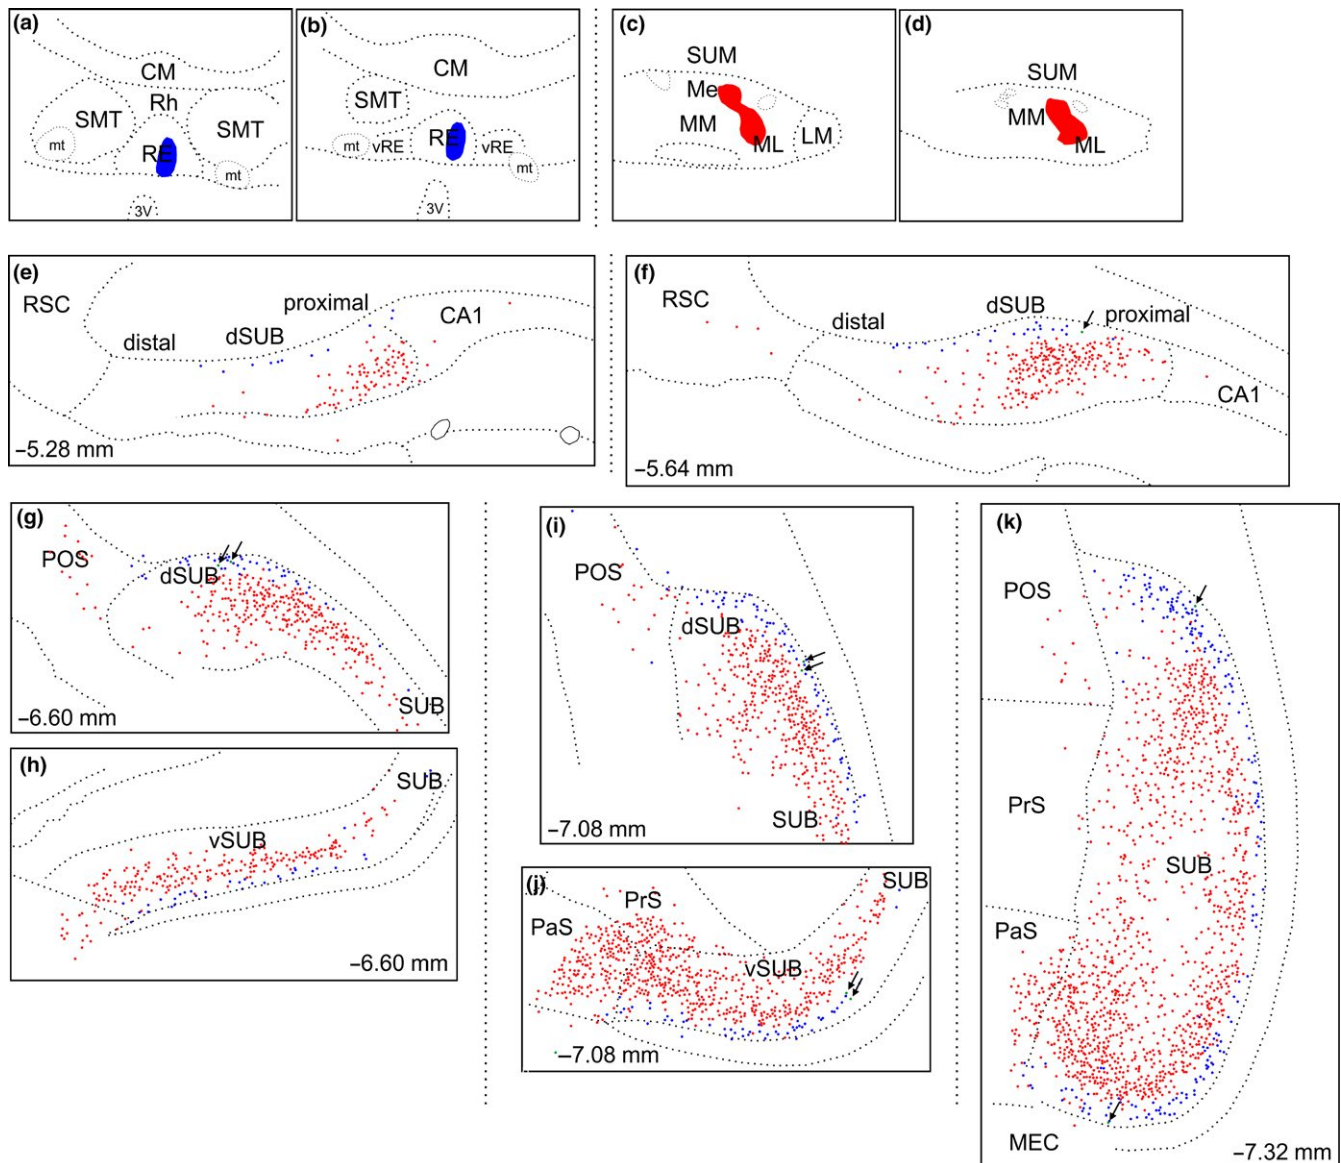 (a)
CM
Rh
SMT
SMT
mt
RE
mt
3V
(b)
CM
SMT
RE
mt
vRE
vRE
mt
3V
(c)
SUM
Me
MM
ML
LM
(d)
SUM
MM
ML
(e)
RSC
proximal
CA1
dSUB
distal
–5.28 mm
(f)
RSC
dSUB
distal
proximal
CA1
–5.64 mm
(g)
POS
dSUB
SUB
–6.60 mm
(h)
SUB
vSUB
–6.60 mm
(i)
POS
dSUB
SUB
–7.08 mm
(j)
SUB
PrS
PaS
vSUB
–7.08 mm
(k)
POS
PrS
SUB
PaS
MEC
–7.32 mm